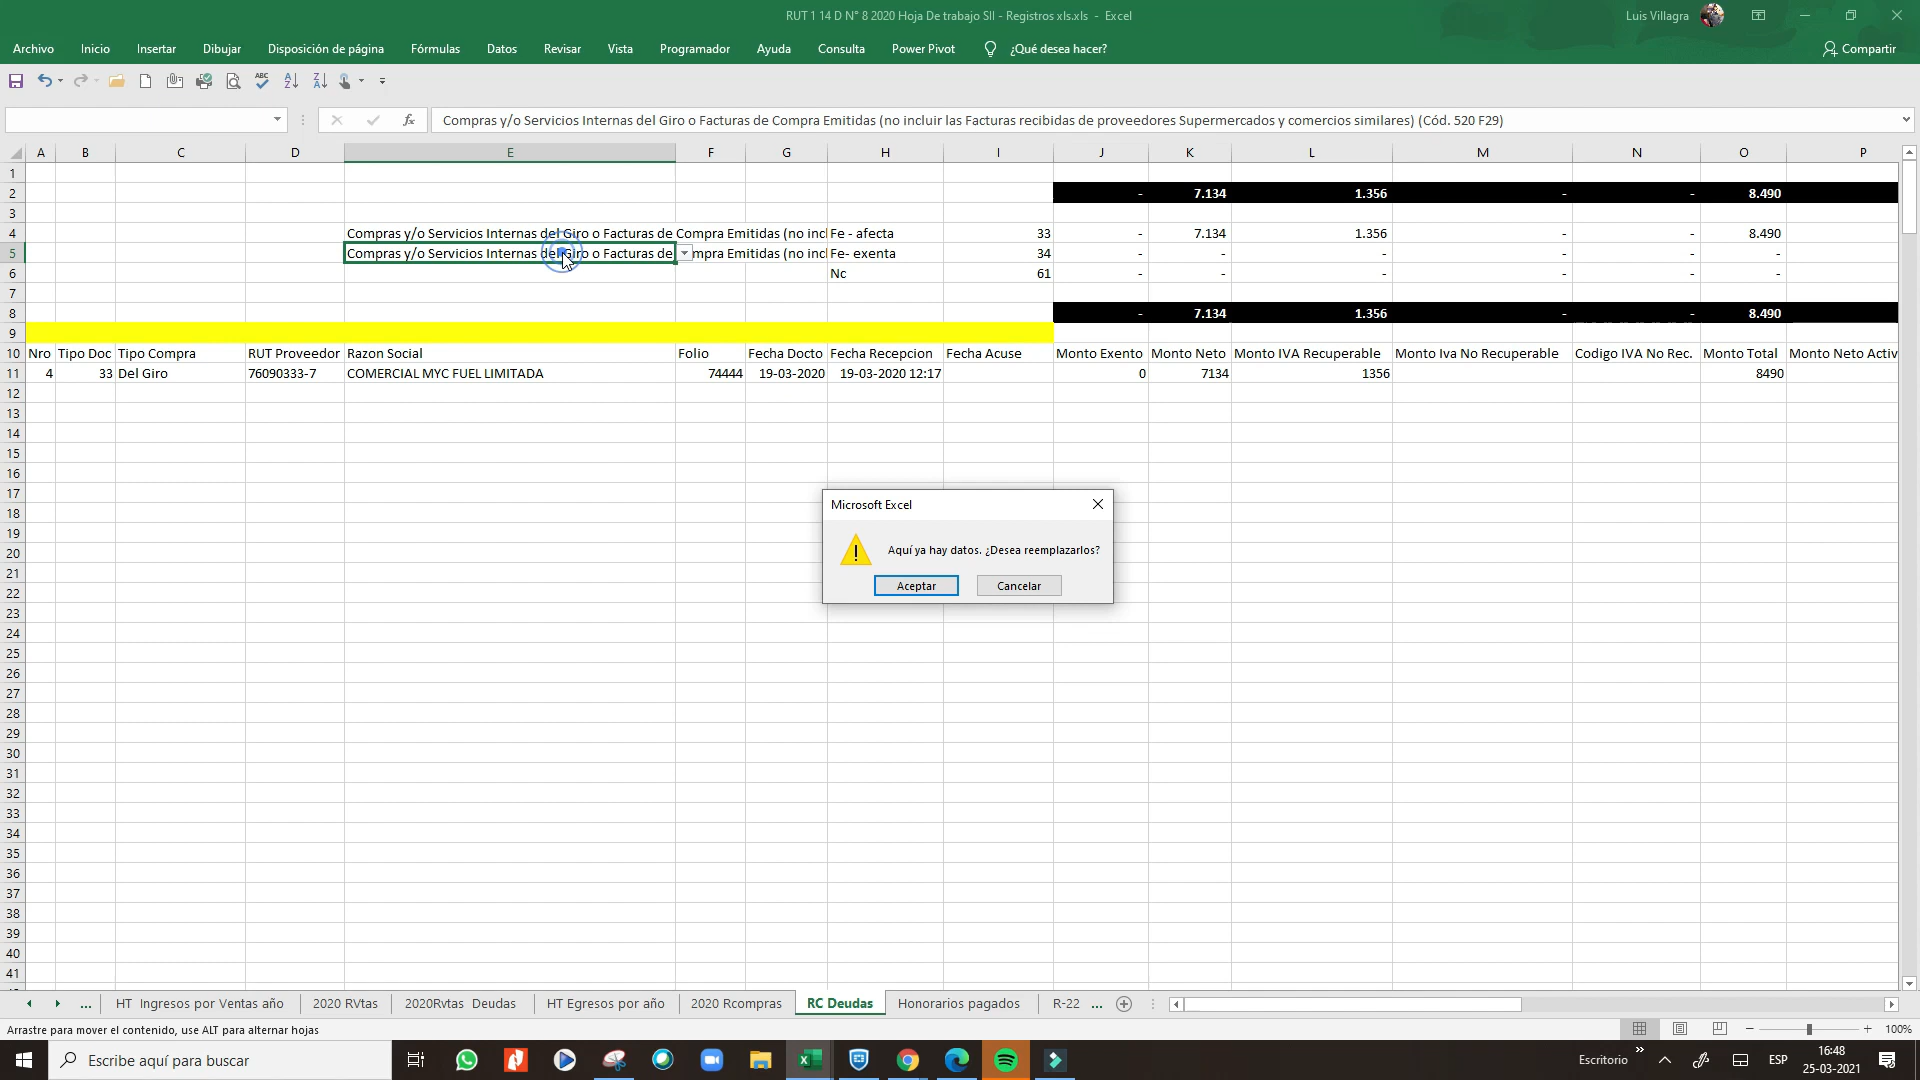 RUT 1 14 D N° 8 2020 Hoja De trabajo SII - Registros xls.xls - Excel
Luis Villagra
Archivo Inicio Insertar Dibujar Disposición de página Fórmulas Datos Revisar Vista Programador Ayuda Consulta Power Pivot ¿Qué desea hacer? Compartir
fx Compras y/o Servicios Internas del Giro o Facturas de Compra Emitidas (no incluir las Facturas recibidas de proveedores Supermercados y comercios similares) (Cód. 520 F29)
A B C D E F G H I J K L M N O P
1
2 - 7.134 1.356 - - 8.490
3
4 Compras y/o Servicios Internas del Giro o Facturas de Compra Emitidas (no incl Fe - afecta 33 - 7.134 1.356 - - 8.490
5 Compras y/o Servicios Internas del Giro o Facturas de mpra Emitidas (no incl Fe- exenta 34 - - - - - -
6 Nc 61 - - - - - -
7
8 - 7.134 1.356 - - 8.490
9
10 Nro Tipo Doc Tipo Compra RUT Proveedor Razon Social Folio Fecha Docto Fecha Recepcion Fecha Acuse Monto Exento Monto Neto Monto IVA Recuperable Monto Iva No Recuperable Codigo IVA No Rec. Monto Total Monto Neto Activ
11 4 33 Del Giro 76090333-7 COMERCIAL MYC FUEL LIMITADA 74444 19-03-2020 19-03-2020 12:17 0 7134 1356 8490
12
13
14
15
16
17
18
19
20
21
22
23
24
25
26
27
28
29
30
31
32
33
34
35
36
37
38
39
40
41
Microsoft Excel
Aquí ya hay datos. ¿Desea reemplazarlos?
Aceptar Cancelar
... HT Ingresos por Ventas año 2020 RVtas 2020Rvtas Deudas HT Egresos por año 2020 Rcompras RC Deudas Honorarios pagados R-22 ...
Arrastre para mover el contenido, use ALT para alternar hojas 100%
Escribe aquí para buscar
Escritorio ESP
16:48
25-03-2021